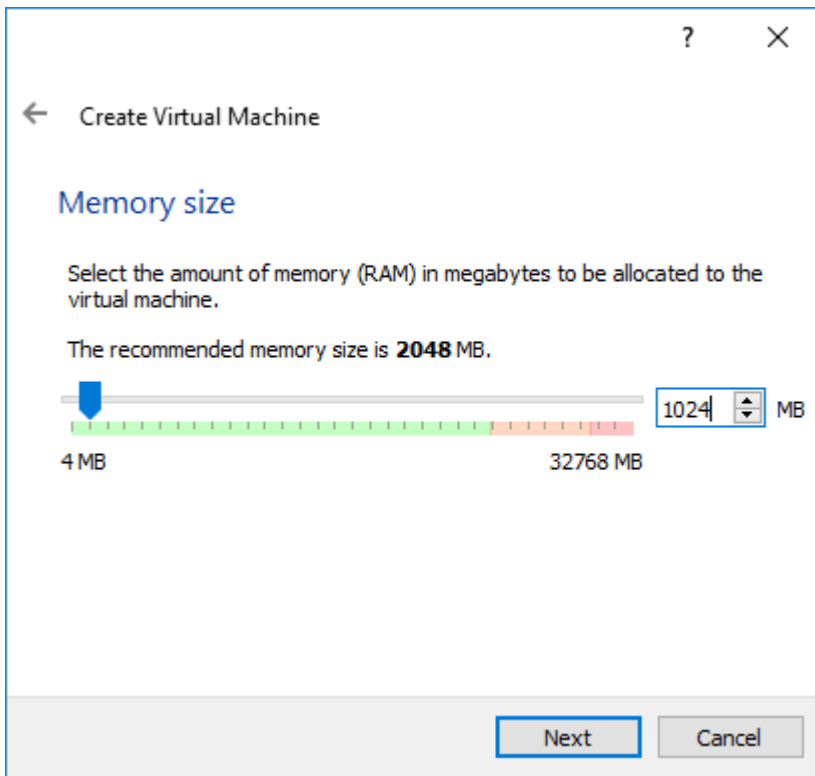 ?
Create Virtual Machine
Memory size
Select the amount of memory (RAM) in megabytes to be allocated to the
virtual machine.
The recommended memory size is 2048 MB.
1024 MB
4 MB 32768 MB
Next Cancel